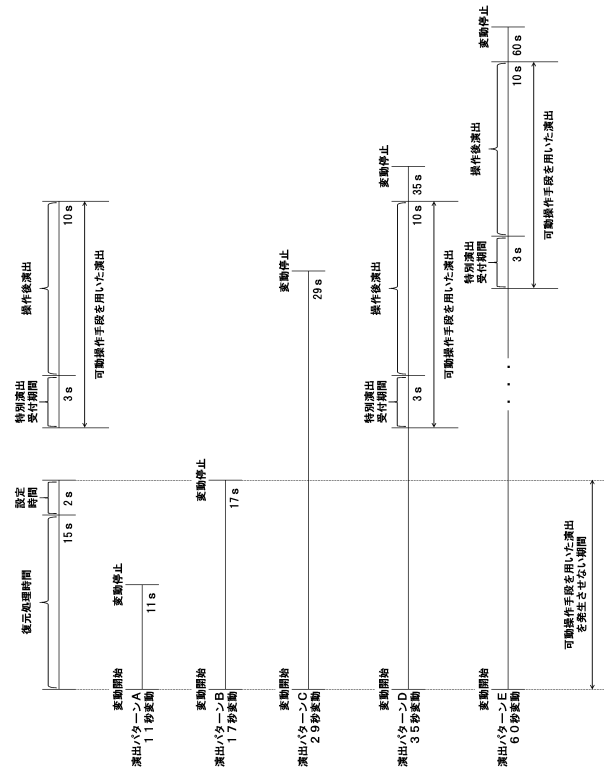 復元処理時間
設定
時間
特別演出
受付期間
操作後演出
15s
2s
3s
10s
可動操作手段を用いた演出
変動開始
変動停止
演出パターンA
11秒変動
11s
変動開始
変動停止
演出パターンB
17秒変動
17s
変動開始
変動停止
演出パターンC
29秒変動
29s
特別演出
受付期間
操作後演出
変動開始
変動停止
演出パターンD
35秒変動
3s
10s
35s
可動操作手段を用いた演出
特別演出
受付期間
操作後演出
変動開始
変動停止
演出パターンE
60秒変動
・・・
3s
10s
60s
可動操作手段を用いた演出
可動操作手段を用いた演出
を発生させない期間